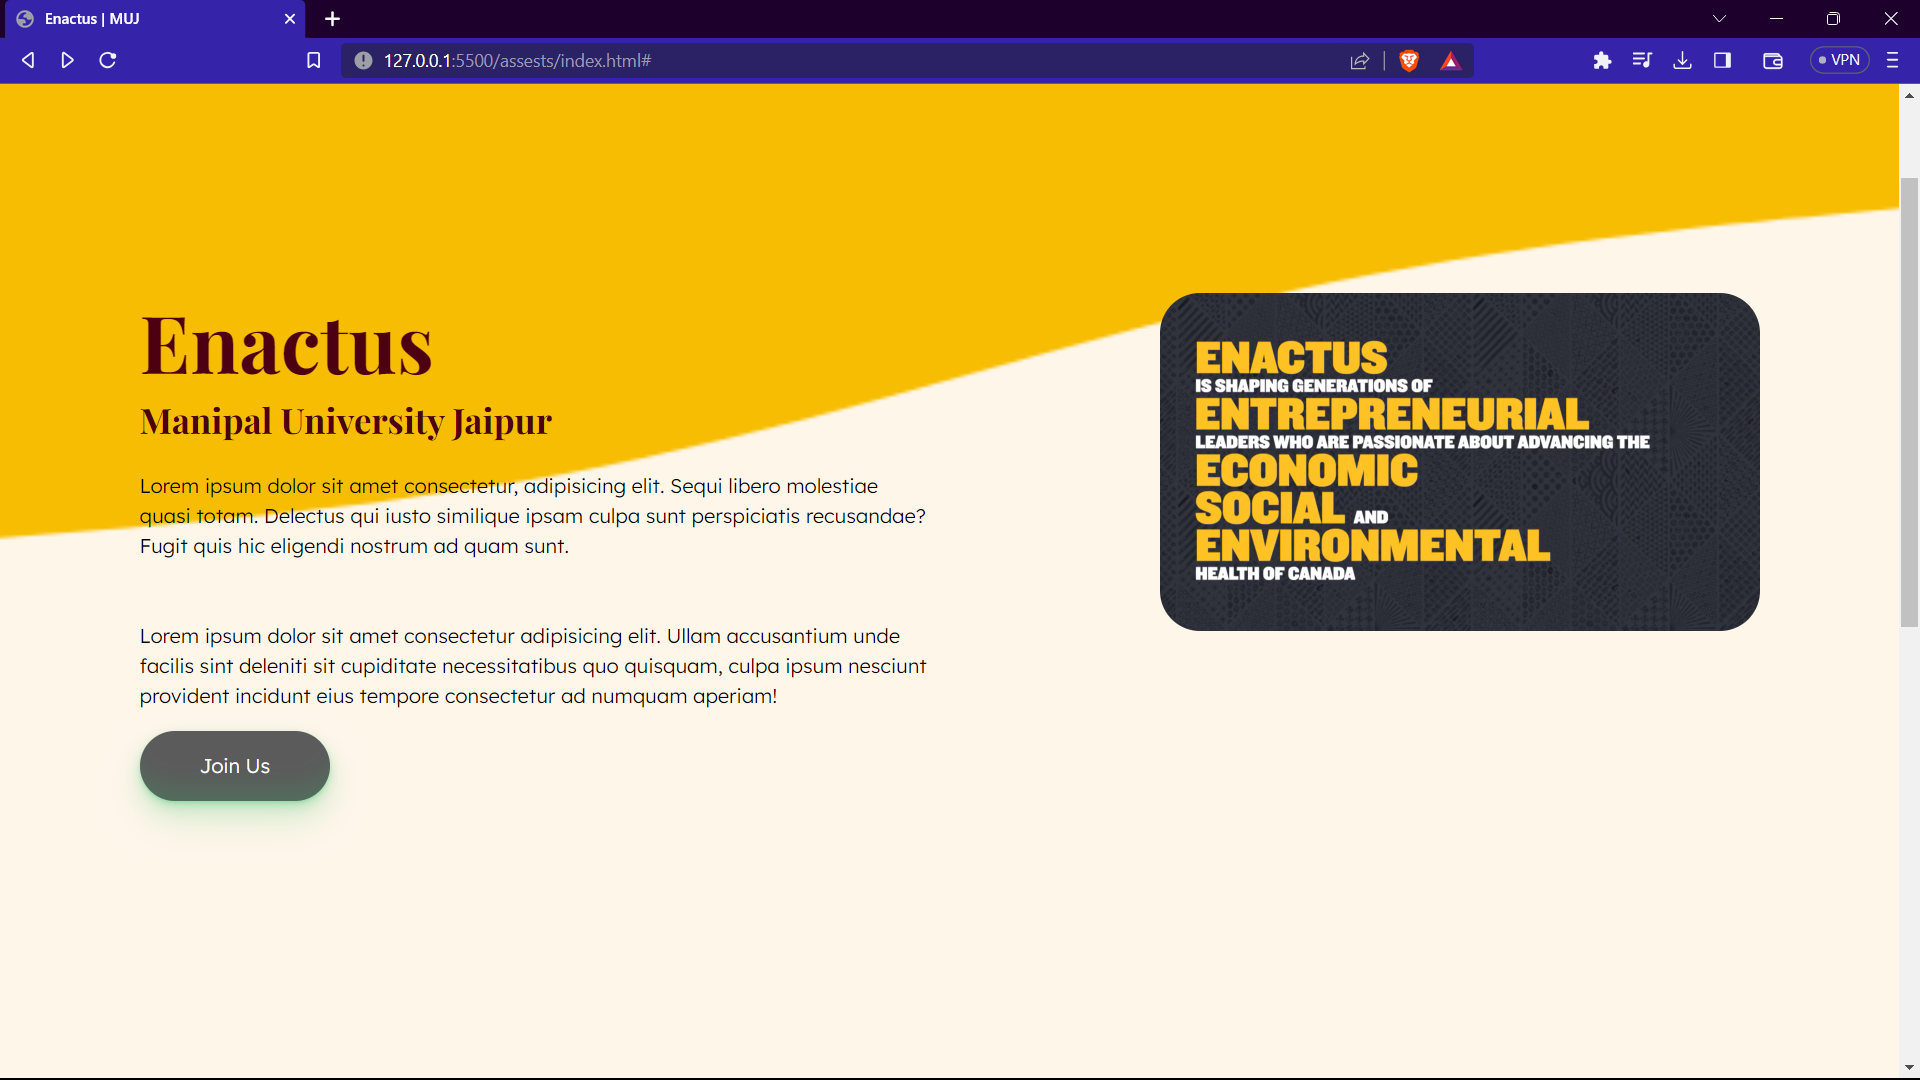 Enactus | MUJ
127.0.0.1:5500/assests/index.html#
VPN
Enactus
Manipal University Jaipur
Lorem ipsum dolor sit amet consectetur, adipisicing elit. Sequi libero molestiae
quasi totam. Delectus qui iusto similique ipsam culpa sunt perspiciatis recusandae?
Fugit quis hic eligendi nostrum ad quam sunt.
Lorem ipsum dolor sit amet consectetur adipisicing elit. Ullam accusantium unde
facilis sint deleniti sit cupiditate necessitatibus quo quisquam, culpa ipsum nesciunt
provident incidunt eius tempore consectetur ad numquam aperiam!
Join Us
ENACTUS
IS SHAPING GENERATIONS OF
ENTREPRENEURIAL
LEADERS WHO ARE PASSIONATE ABOUT ADVANCING THE
ECONOMIC
SOCIAL AND
ENVIRONMENTAL
HEALTH OF CANADA